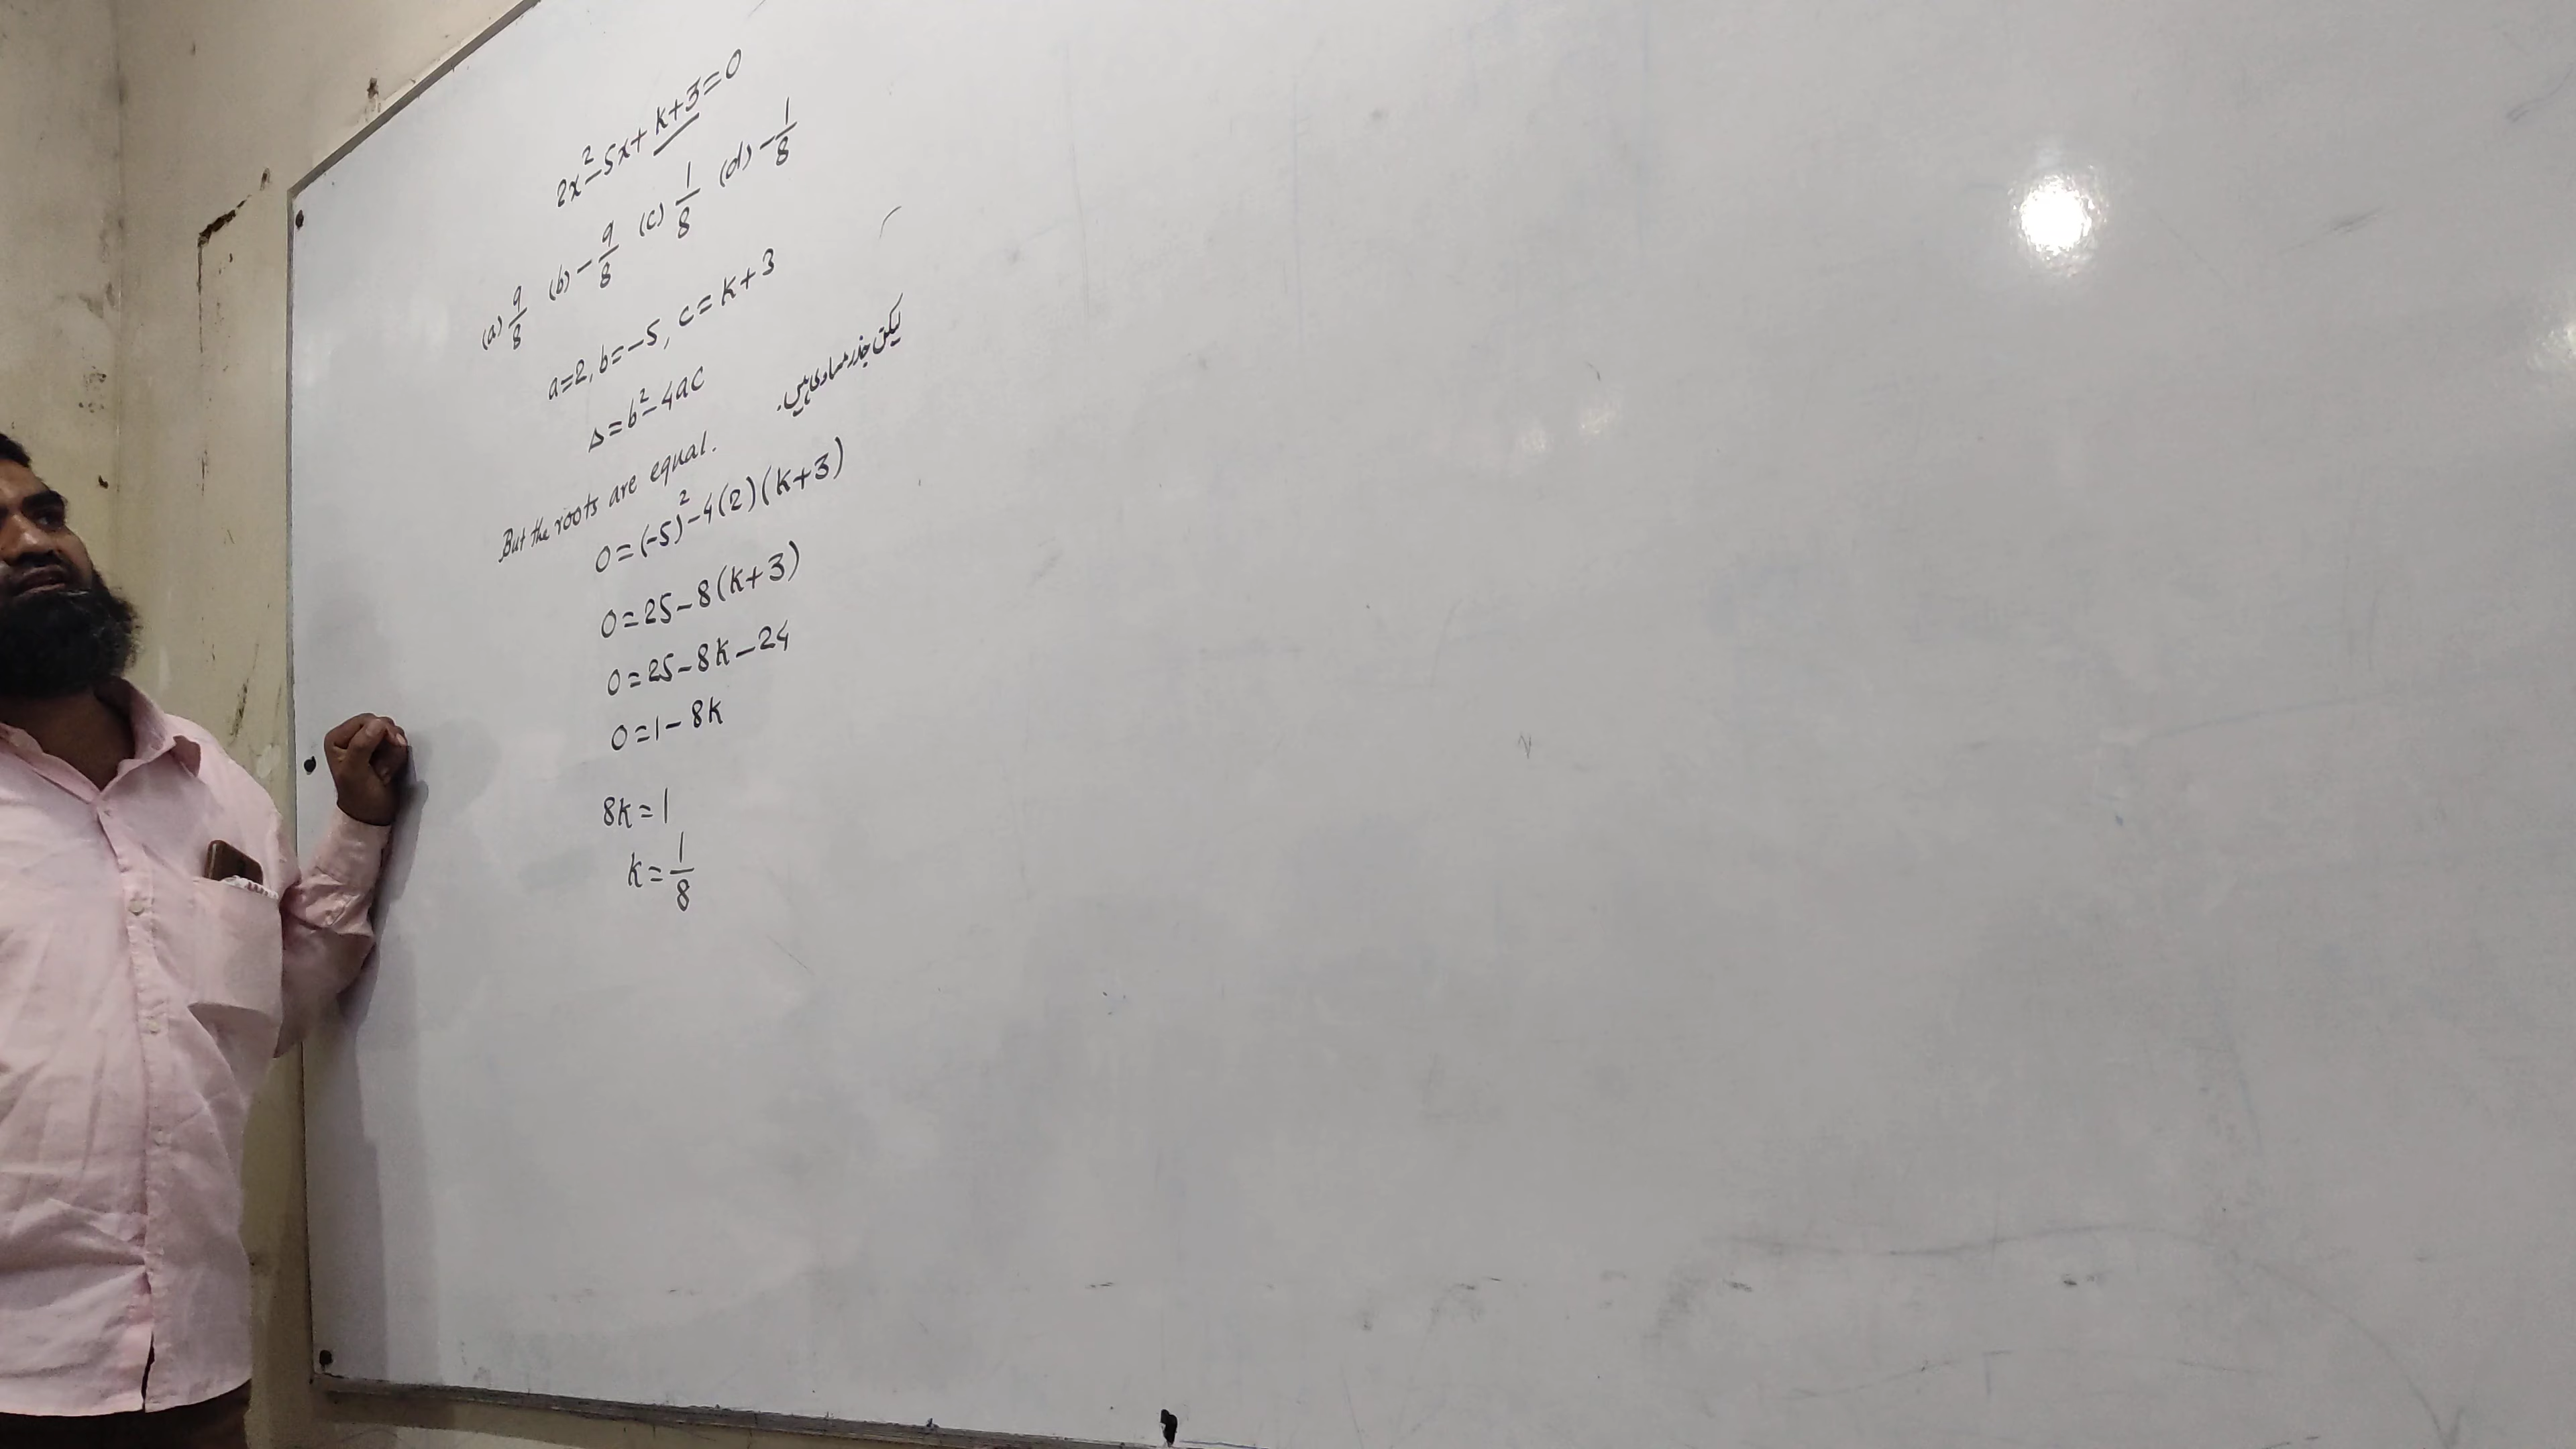 2x²-5x+k+3=0
(a) 9/8 (b) -9/8 (c) 1/8 (d) -1/8
a=2, b=-5, c=k+3
Δ=b²-4ac
But the roots are equal. لیکن جذر مساوی ہیں.
0=(-5)²-4(2)(k+3)
0=25-8(k+3)
0=25-8k-24
0=1-8k
8k=1
k=1/8